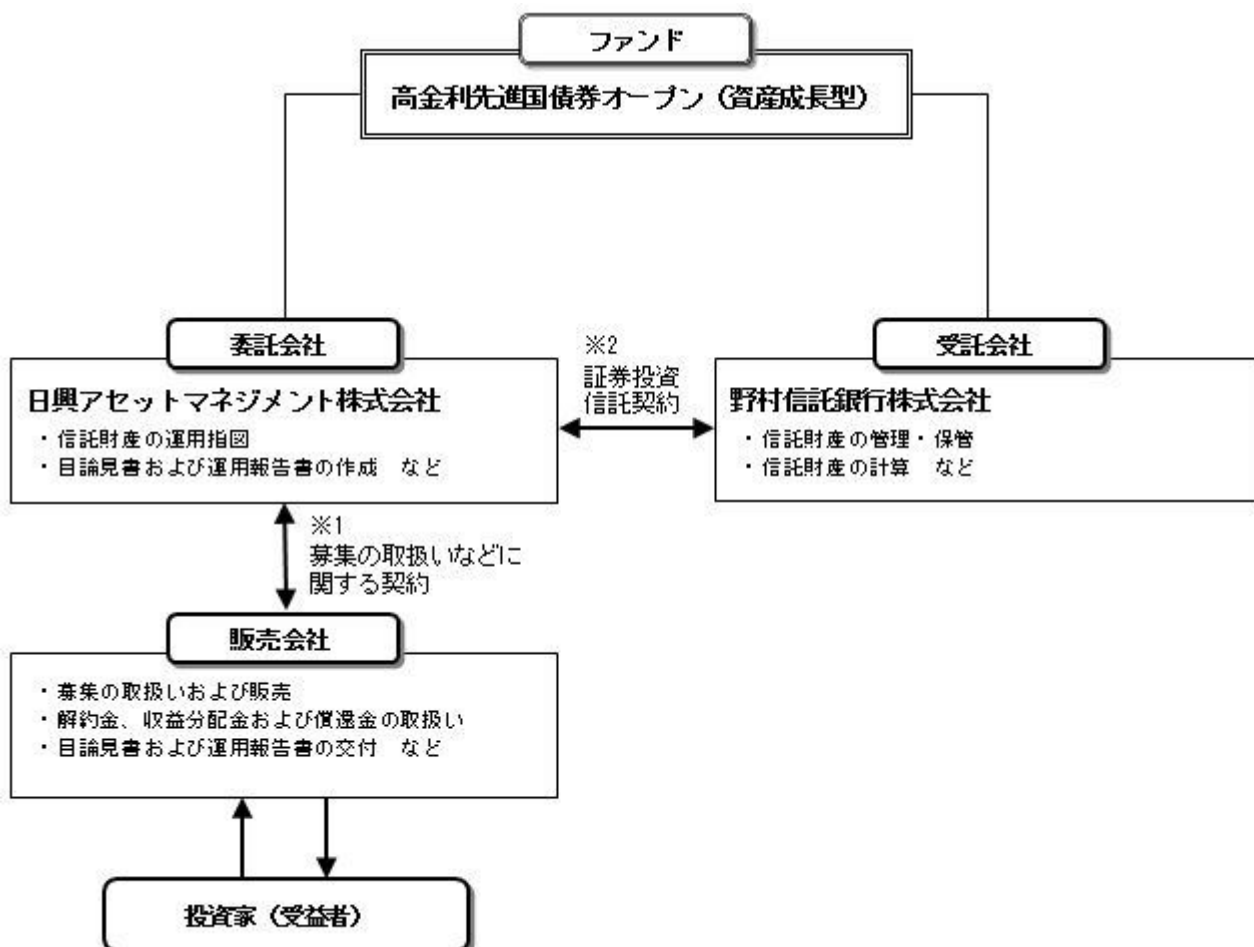 ファンド
高金利先進国債券オープン（資産成長型）
委託会社
日興アセットマネジメント株式会社
・信託財産の運用指図
・目論見書および運用報告書の作成　など
※2
証券投資
信託契約
受託会社
野村信託銀行株式会社
・信託財産の管理・保管
・信託財産の計算　など
※1
募集の取扱いなどに
関する契約
販売会社
・募集の取扱いおよび販売
・解約金、収益分配金および償還金の取扱い
・目論見書および運用報告書の交付　など
投資家（受益者）